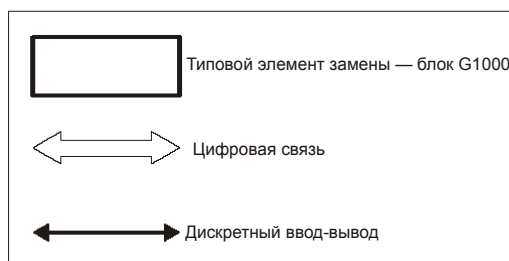 Типовой элемент замены — блок G1000
Цифровая связь
Дискретный ввод-вывод